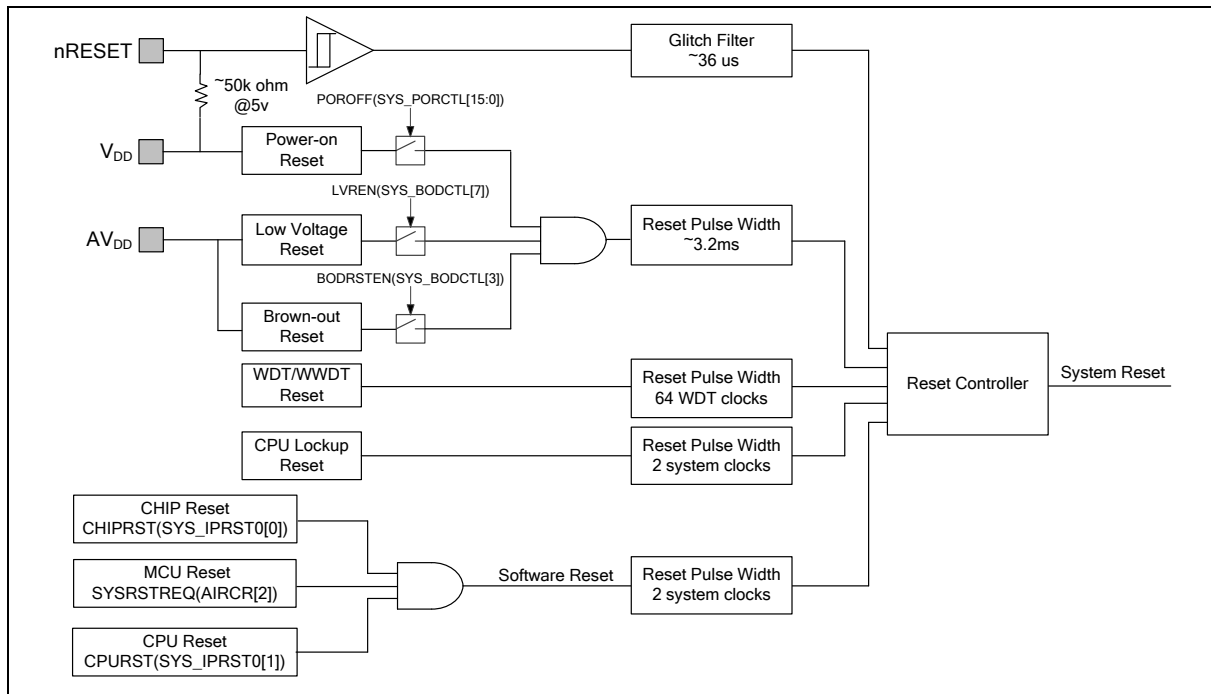 nRESET
~50k ohm
@5v
Glitch Filter
~36 us
POROFF(SYS_PORCTL[15:0])
VDD
Power-on
Reset
LVREN(SYS_BODCTL[7])
AVDD
Low Voltage
Reset
Reset Pulse Width
~3.2ms
BODRSTEN(SYS_BODCTL[3])
Brown-out
Reset
WDT/WWDT
Reset
Reset Pulse Width
64 WDT clocks
Reset Controller
System Reset
CPU Lockup
Reset
Reset Pulse Width
2 system clocks
CHIP Reset
CHIPRST(SYS_IPRST0[0])
MCU Reset
SYSRSTREQ(AIRCR[2])
Software Reset
Reset Pulse Width
2 system clocks
CPU Reset
CPURST(SYS_IPRST0[1])